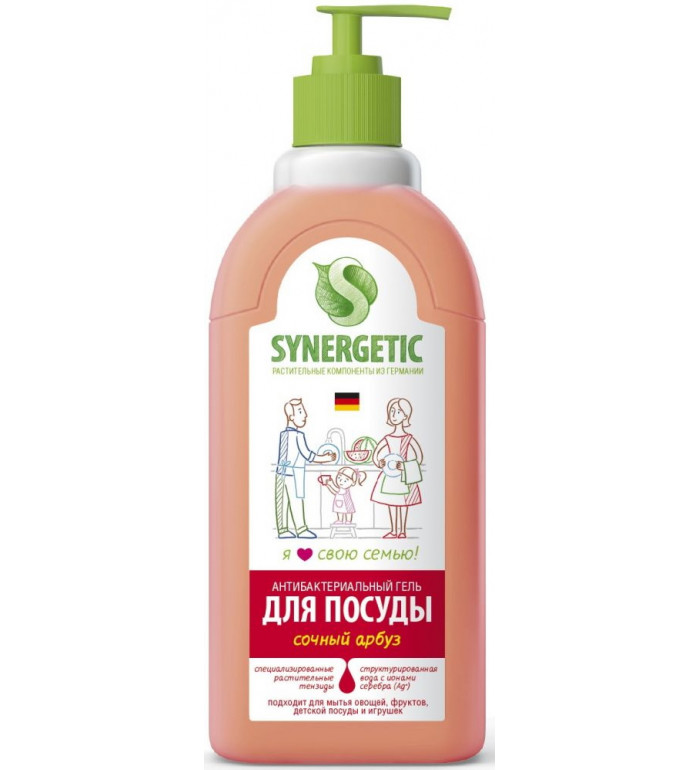 SYNERGETIC
РАСТИТЕЛЬНЫЕ КОМПОНЕНТЫ ИЗ ГЕРМАНИИ
я ♥ свою семью!
АНТИБАКТЕРИАЛЬНЫЙ ГЕЛЬ
ДЛЯ ПОСУДЫ
сочный арбуз
специализированные
растительные
тензиды
структурированная
вода с ионами
серебра (Ag⁺)
подходит для мытья овощей, фруктов,
детской посуды и игрушек